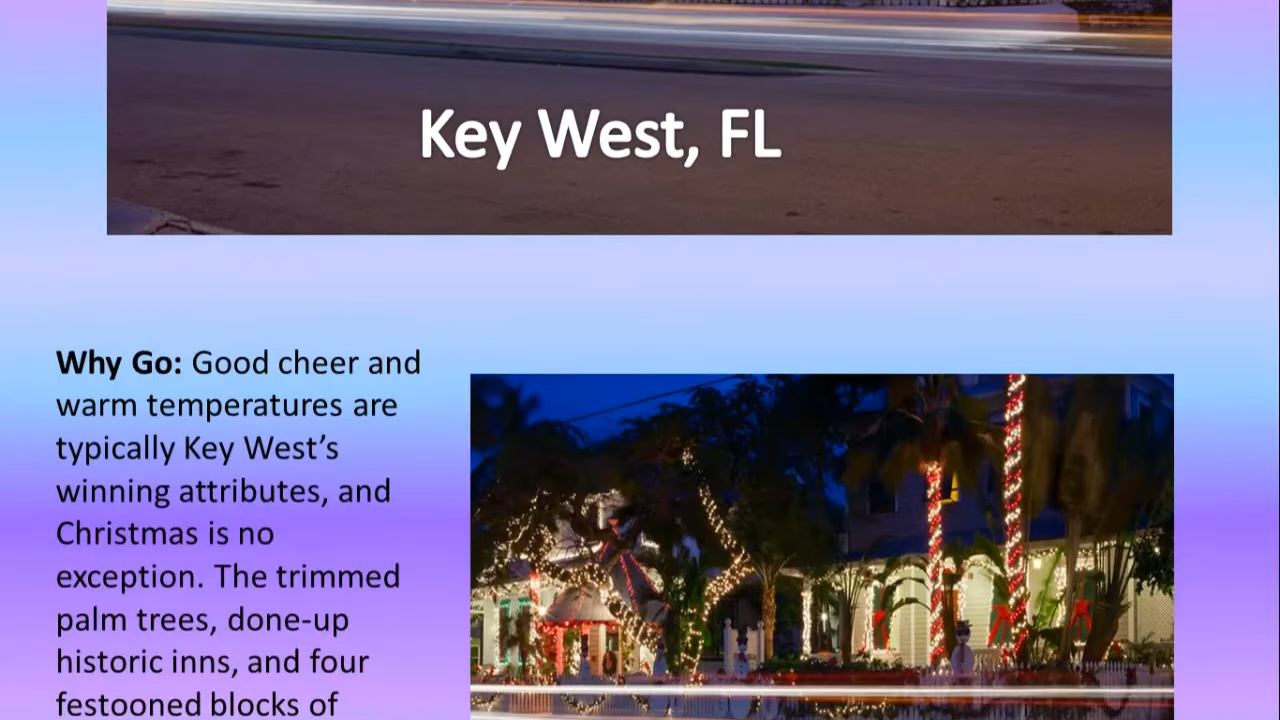 Key West, FL
Why Go: Good cheer and
warm temperatures are
typically Key West’s
winning attributes, and
Christmas is no
exception. The trimmed
palm trees, done-up
historic inns, and four
festooned blocks of